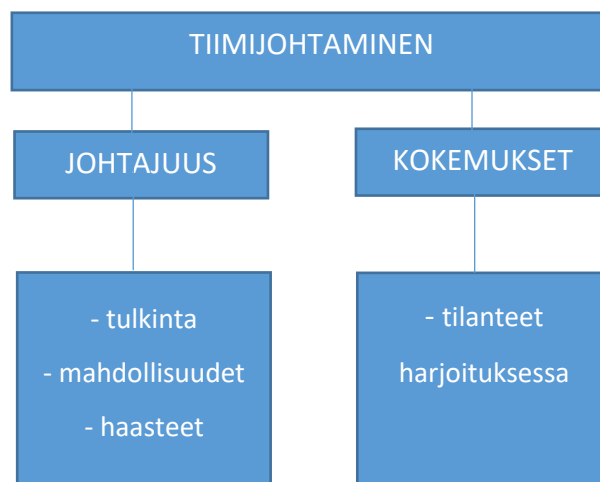 TIIMIJOHTAMINEN
JOHTAJUUS
KOKEMUKSET
- tulkinta
- mahdollisuudet
- haasteet
- tilanteet
harjoituksessa